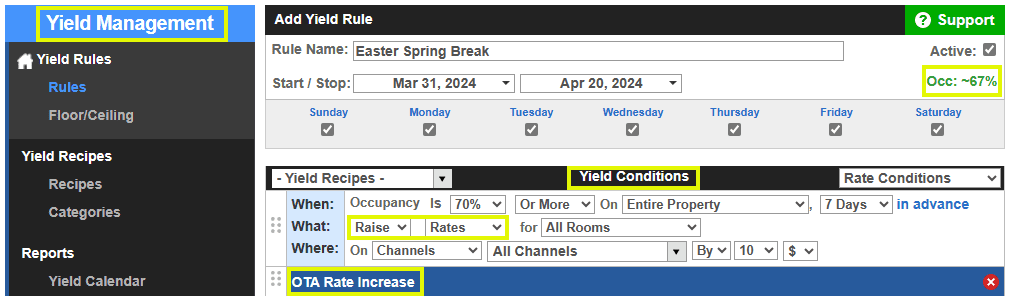 Yield Management
Yield Rules
Rules
Floor/Ceiling
Yield Recipes
Recipes
Categories
Reports
Yield Calendar
Add Yield Rule
? Support
Rule Name: Easter Spring Break
Active:
Start / Stop: Mar 31, 2024 Apr 20, 2024
Occ: ~67%
Sunday Monday Tuesday Wednesday Thursday Friday Saturday
- Yield Recipes - Yield Conditions Rate Conditions
When: Occupancy Is 70% Or More On Entire Property , 7 Days in advance
What: Raise Rates for All Rooms
Where: On Channels All Channels By 10 $
OTA Rate Increase